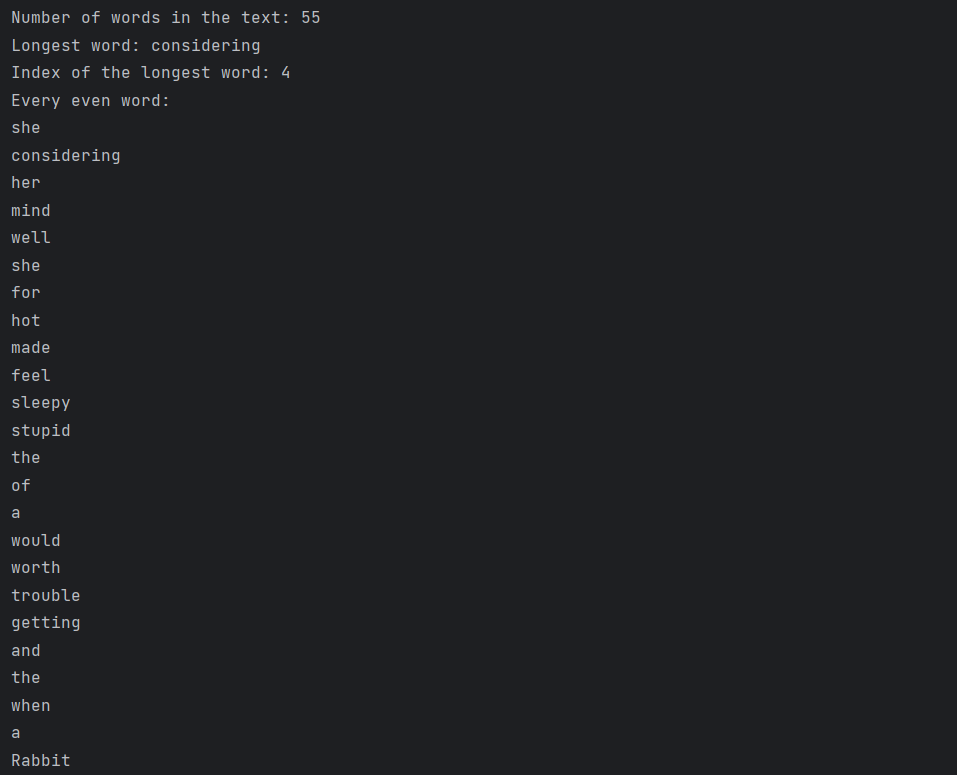 Number of words in the text: 55
Longest word: considering
Index of the longest word: 4
Every even word:
she
considering
her
mind
well
she
for
hot
made
feel
sleepy
stupid
the
of
a
would
worth
trouble
getting
and
the
when
a
Rabbit